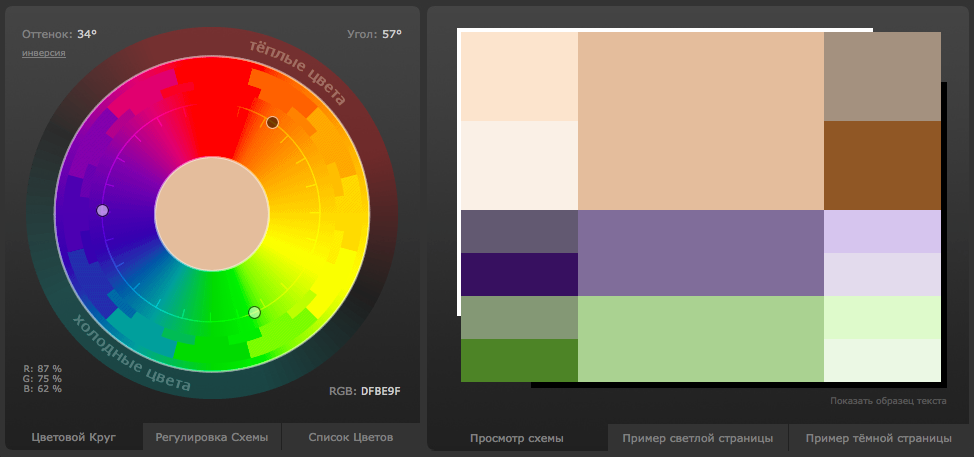 Оттенок: 34°
Угол: 57°
инверсия
тёплые цвета
холодные цвета
R: 87 %
G: 75 %
B: 62 %
RGB: DFBE9F
Показать образец текста
Цветовой Круг
Регулировка Схемы
Список Цветов
Просмотр схемы
Пример светлой страницы
Пример тёмной страницы